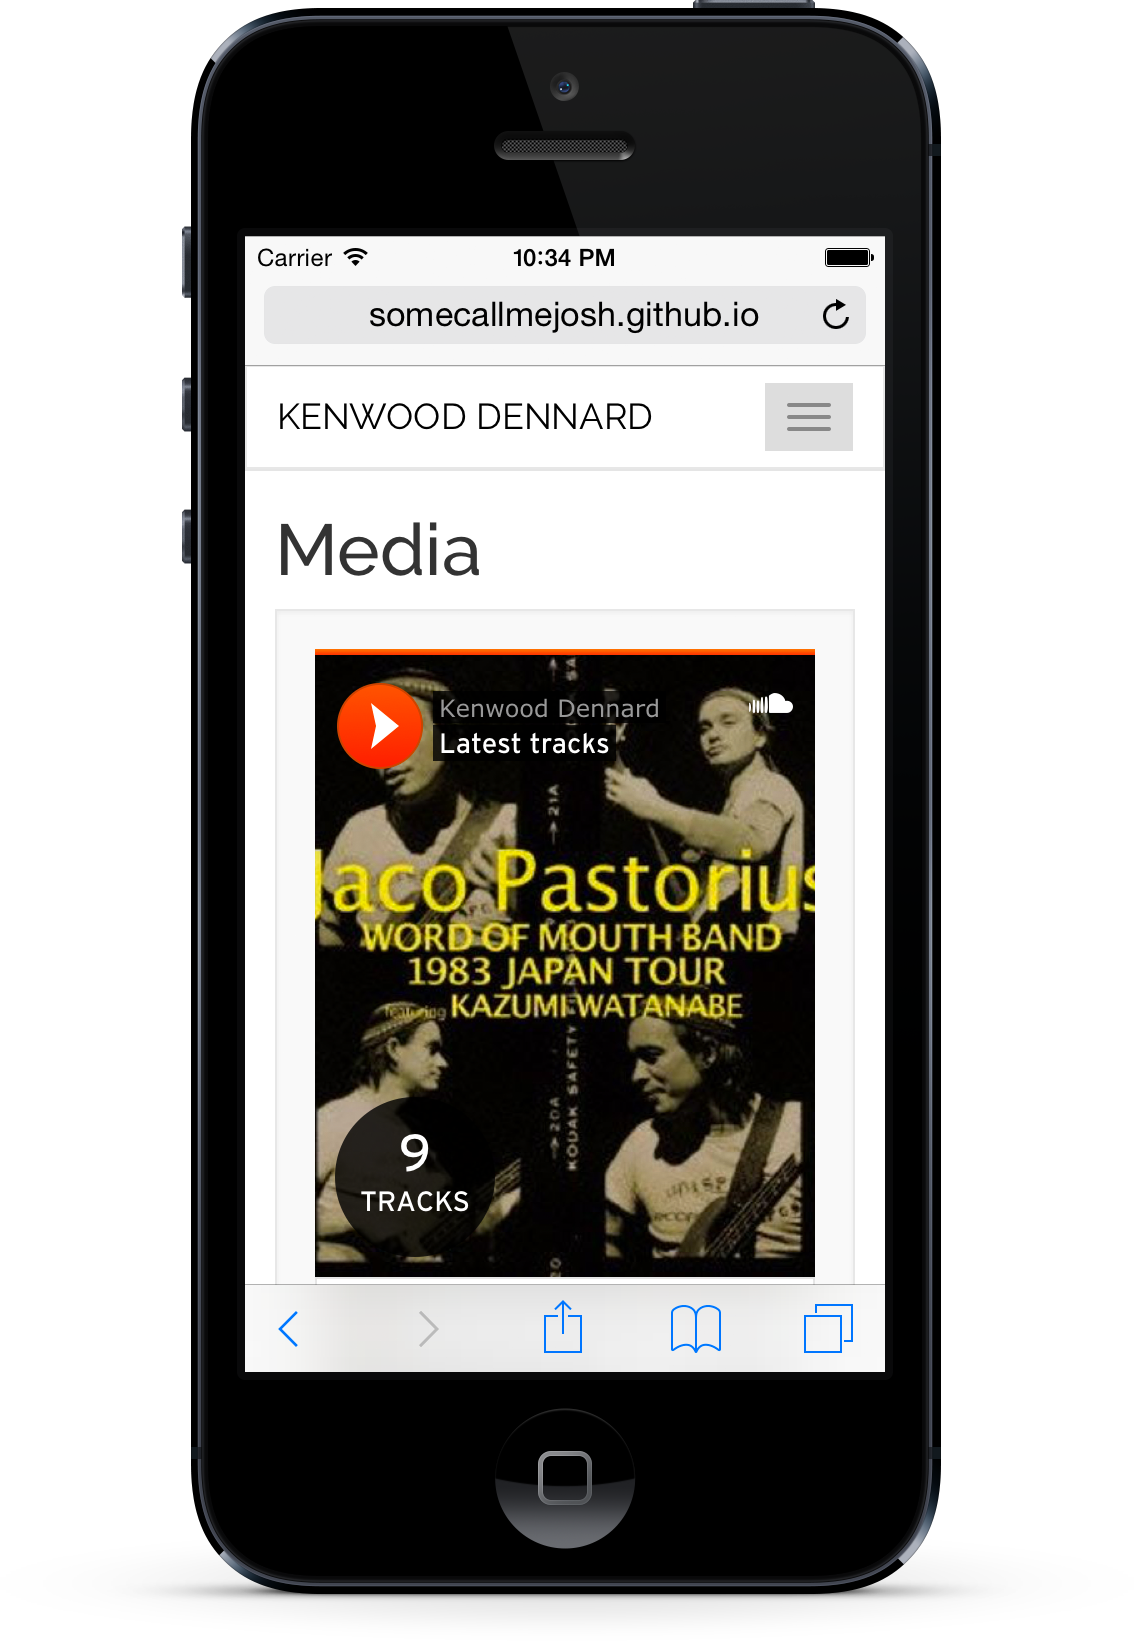 Carrier 10:34 PM
somecallmejosh.github.io
KENWOOD DENNARD
Media
Kenwood Dennard
Latest tracks
Jaco Pastorius
WORD OF MOUTH BAND
1983 JAPAN TOUR
featuring KAZUMI WATANABE
21A
KODAK SAFETY
20A
9
TRACKS